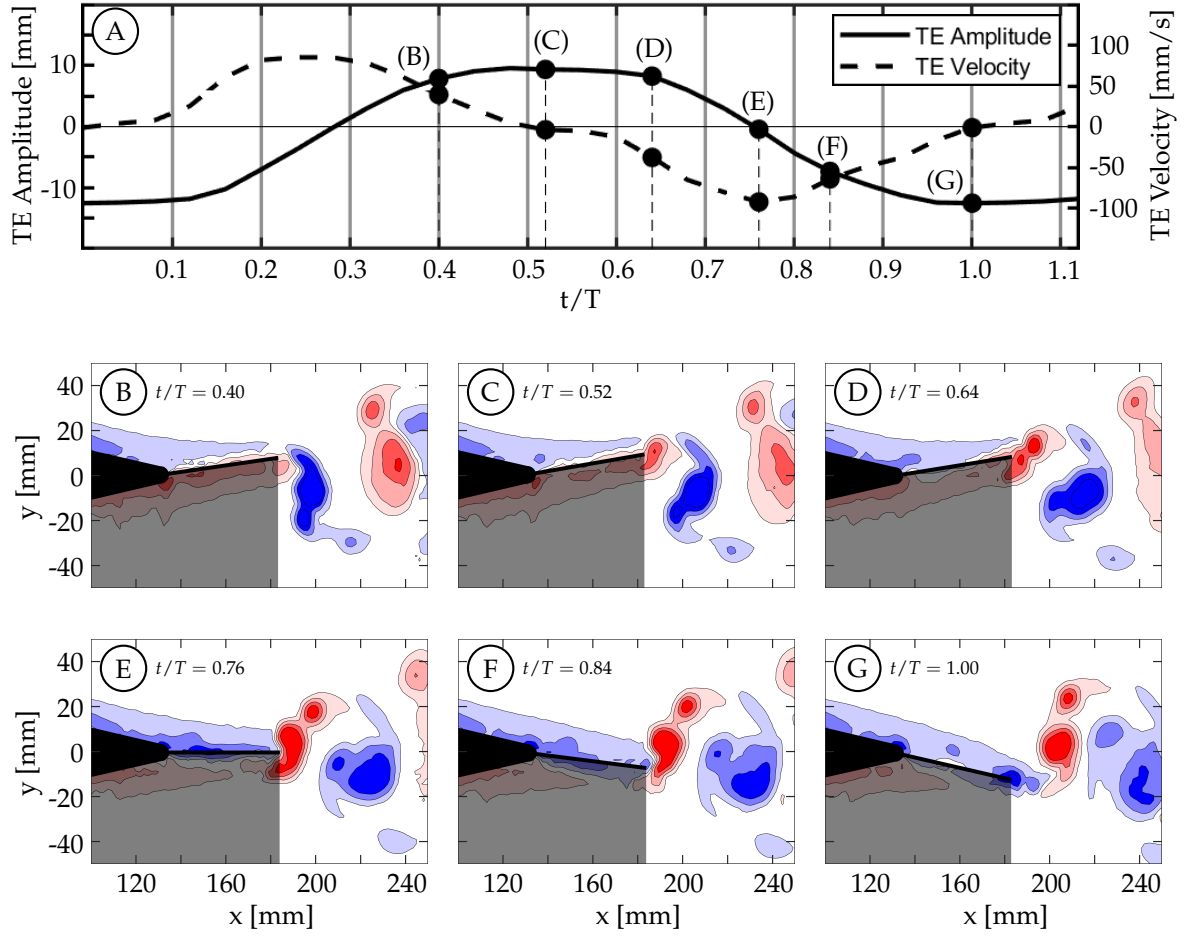 A
TE Amplitude [mm]
10
0
-10
(B)
(C)
(D)
(E)
(F)
(G)
TE Amplitude
TE Velocity
100
50
0
-50
-100
TE Velocity [mm/s]
0.1 0.2 0.3 0.4 0.5 0.6 0.7 0.8 0.9 1.0 1.1
t/T
B t/T = 0.40
C t/T = 0.52
D t/T = 0.64
y [mm]
40
20
0
-20
-40
E t/T = 0.76
F t/T = 0.84
G t/T = 1.00
y [mm]
40
20
0
-20
-40
120 160 200 240
120 160 200 240
120 160 200 240
x [mm]
x [mm]
x [mm]